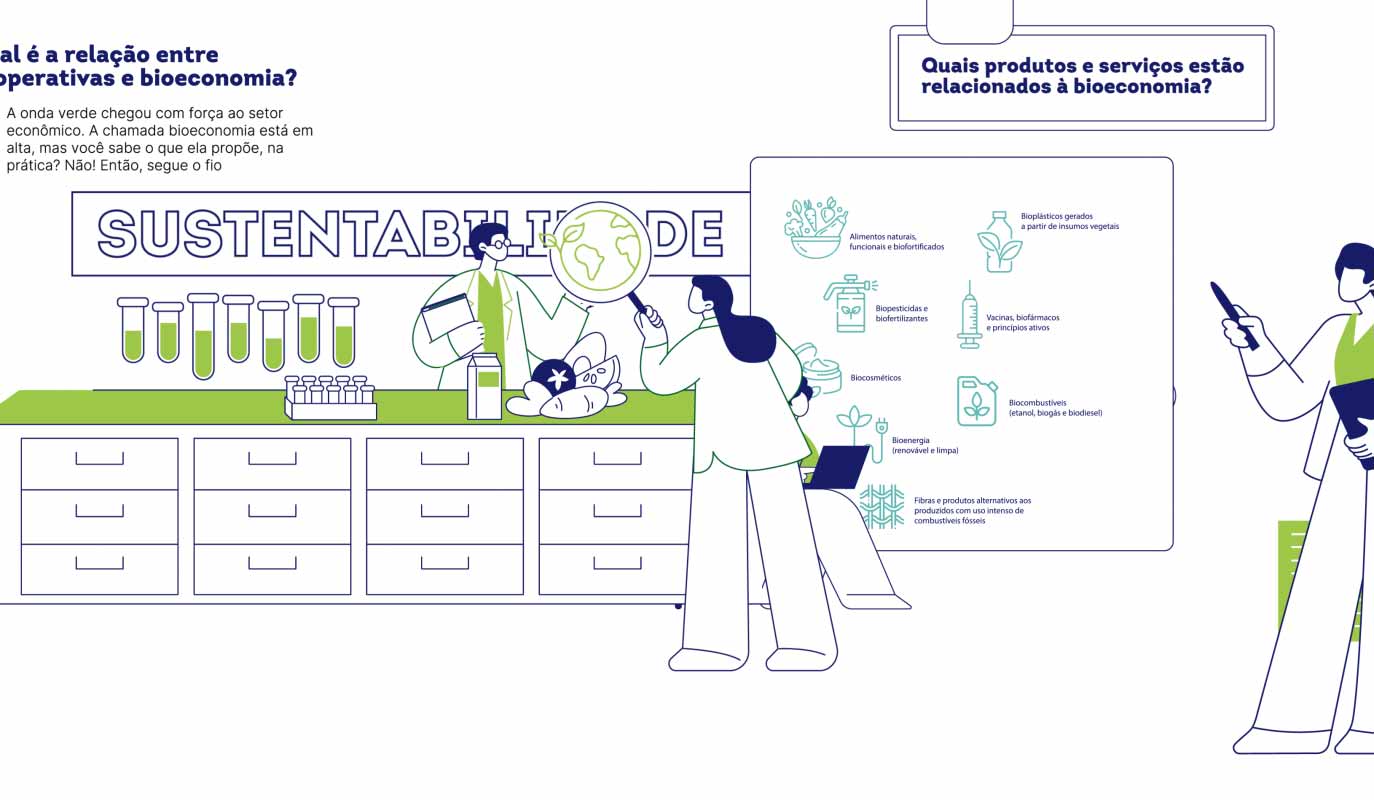 al é a relação entre
operativas e bioeconomia?
A onda verde chegou com força ao setor
econômico. A chamada bioeconomia está em
alta, mas você sabe o que ela propõe, na
prática? Não! Então, segue o fio
SUSTENTABILI DE
Quais produtos e serviços estão
relacionados à bioeconomia?
Alimentos naturais,
funcionais e biofortificados
Bioplásticos gerados
a partir de insumos vegetais
Biopesticidas e
biofertilizantes
Vacinas, biofármacos
e princípios ativos
Biocosméticos
Biocombustíveis
(etanol, biogás e biodisel)
Bioenergia
(renovável e limpa)
Fibras e produtos alternativos aos
produzidos com uso intenso de
combustíveis fósseis